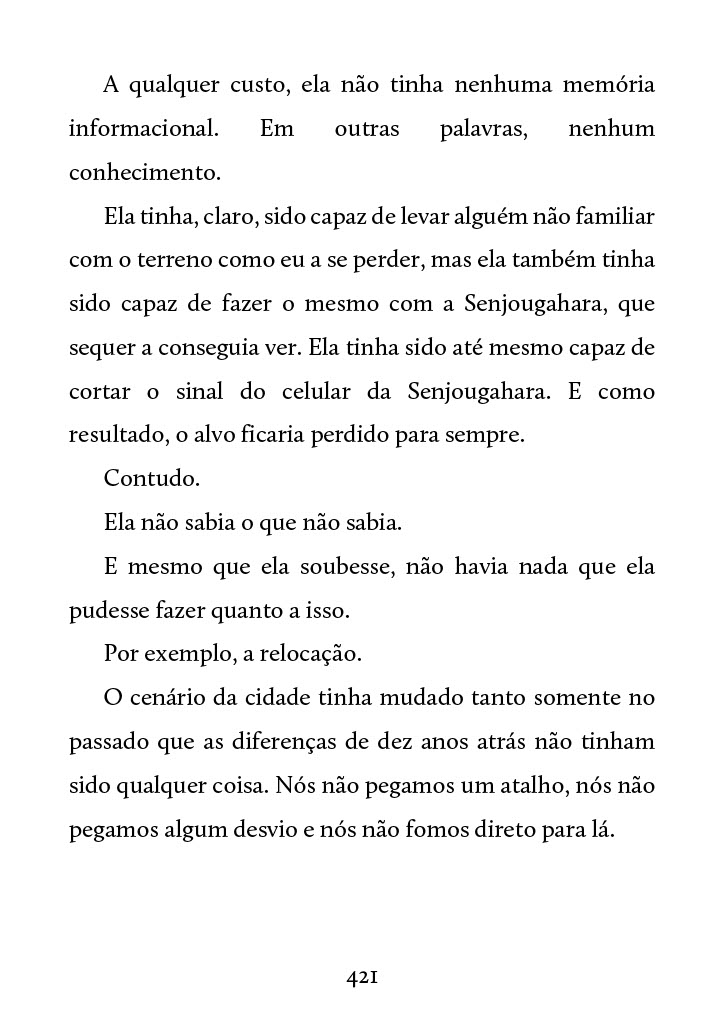 A qualquer custo, ela não tinha nenhuma memória
informacional. Em outras palavras, nenhum
conhecimento.
Ela tinha, claro, sido capaz de levar alguém não familiar
com o terreno como eu a se perder, mas ela também tinha
sido capaz de fazer o mesmo com a Senjougahara, que
sequer a conseguia ver. Ela tinha sido até mesmo capaz de
cortar o sinal do celular da Senjougahara. E como
resultado, o alvo ficaria perdido para sempre.
Contudo.
Ela não sabia o que não sabia.
E mesmo que ela soubesse, não havia nada que ela
pudesse fazer quanto a isso.
Por exemplo, a relocação.
O cenário da cidade tinha mudado tanto somente no
passado que as diferenças de dez anos atrás não tinham
sido qualquer coisa. Nós não pegamos um atalho, nós não
pegamos algum desvio e nós não fomos direto para lá.
421